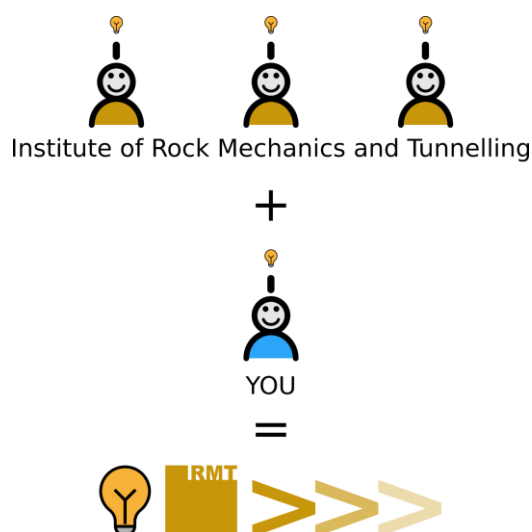 Institute of Rock Mechanics and Tunnelling
+
YOU
=
IRMT